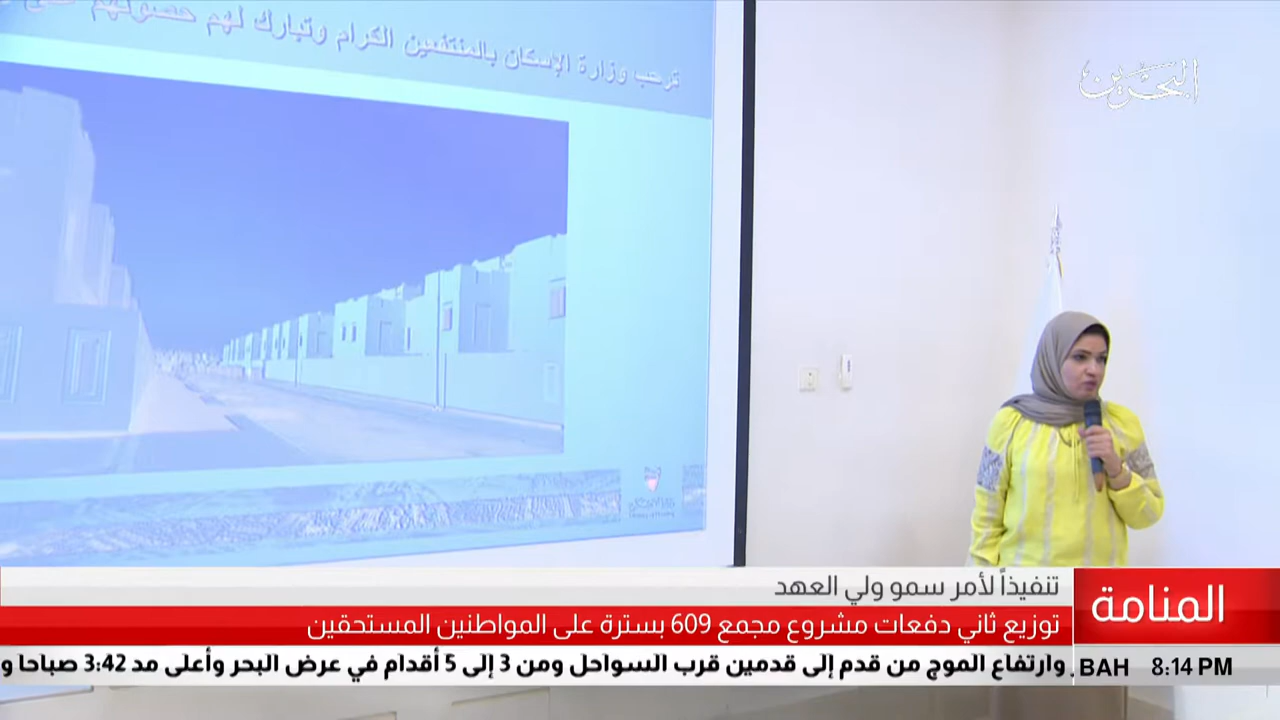 ترحب وزارة الإسكان بالمنتفعين الكرام وتبارك لهم حصولهم على
البحرين
تنفيذاً لأمر سمو ولي العهد
المنامة
توزيع ثاني دفعات مشروع مجمع 609 بسترة على المواطنين المستحقين
وارتفاع الموج من قدم إلى قدمين قرب السواحل ومن 3 إلى 5 أقدام في عرض البحر وأعلى مد 3:42 صباحا و
BAH 8:14 PM